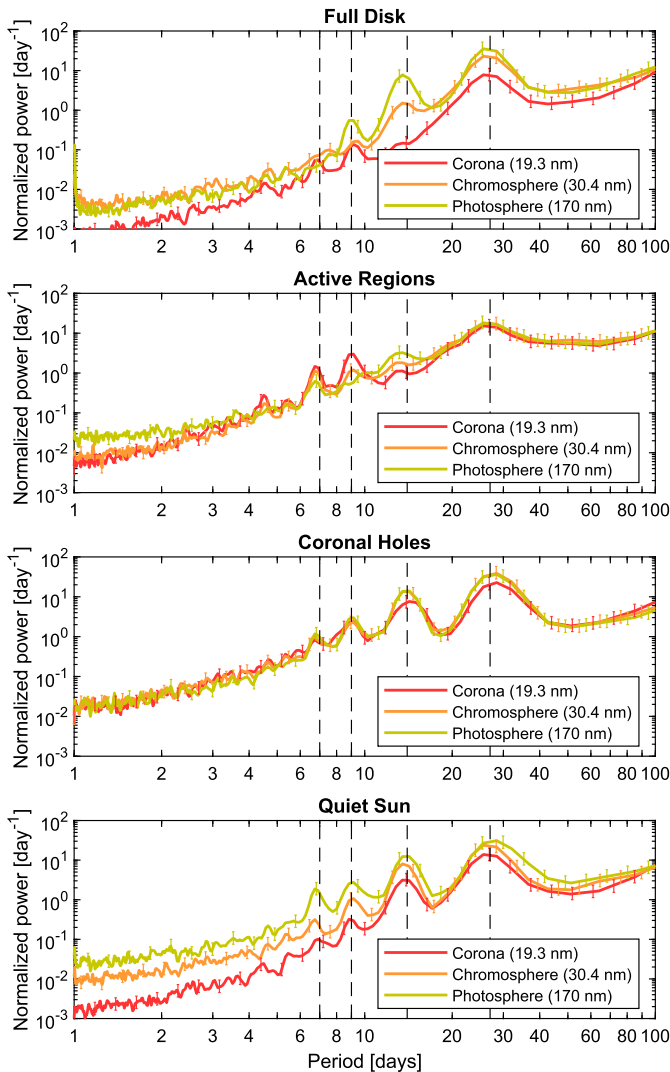 Full Disk
Normalized power [day-1]
10^2
10^1
10^0
10^-1
10^-2
10^-3
Corona (19.3 nm)
Chromosphere (30.4 nm)
Photosphere (170 nm)
1 2 3 4 6 8 10 20 30 40 60 80 100
Active Regions
Normalized power [day-1]
10^2
10^1
10^0
10^-1
10^-2
10^-3
Corona (19.3 nm)
Chromosphere (30.4 nm)
Photosphere (170 nm)
1 2 3 4 6 8 10 20 30 40 60 80 100
Coronal Holes
Normalized power [day-1]
10^2
10^1
10^0
10^-1
10^-2
10^-3
Corona (19.3 nm)
Chromosphere (30.4 nm)
Photosphere (170 nm)
1 2 3 4 6 8 10 20 30 40 60 80 100
Quiet Sun
Normalized power [day-1]
10^2
10^1
10^0
10^-1
10^-2
10^-3
Corona (19.3 nm)
Chromosphere (30.4 nm)
Photosphere (170 nm)
1 2 3 4 6 8 10 20 30 40 60 80 100
Period [days]